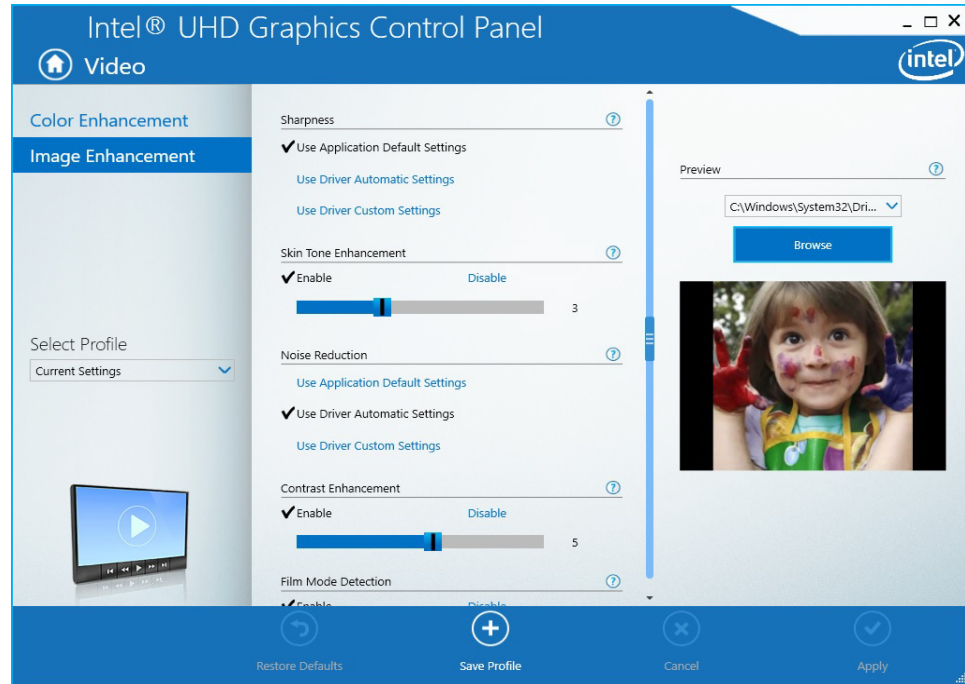 Intel® UHD Graphics Control Panel
Video
intel
Color Enhancement
Image Enhancement
Select Profile
Current Settings
Sharpness
Use Application Default Settings
Use Driver Automatic Settings
Use Driver Custom Settings
Skin Tone Enhancement
Enable Disable
3
Noise Reduction
Use Application Default Settings
Use Driver Automatic Settings
Use Driver Custom Settings
Contrast Enhancement
Enable Disable
5
Film Mode Detection
Enable Disable
Preview
C:\Windows\System32\Dri...
Browse
Restore Defaults
Save Profile
Cancel
Apply